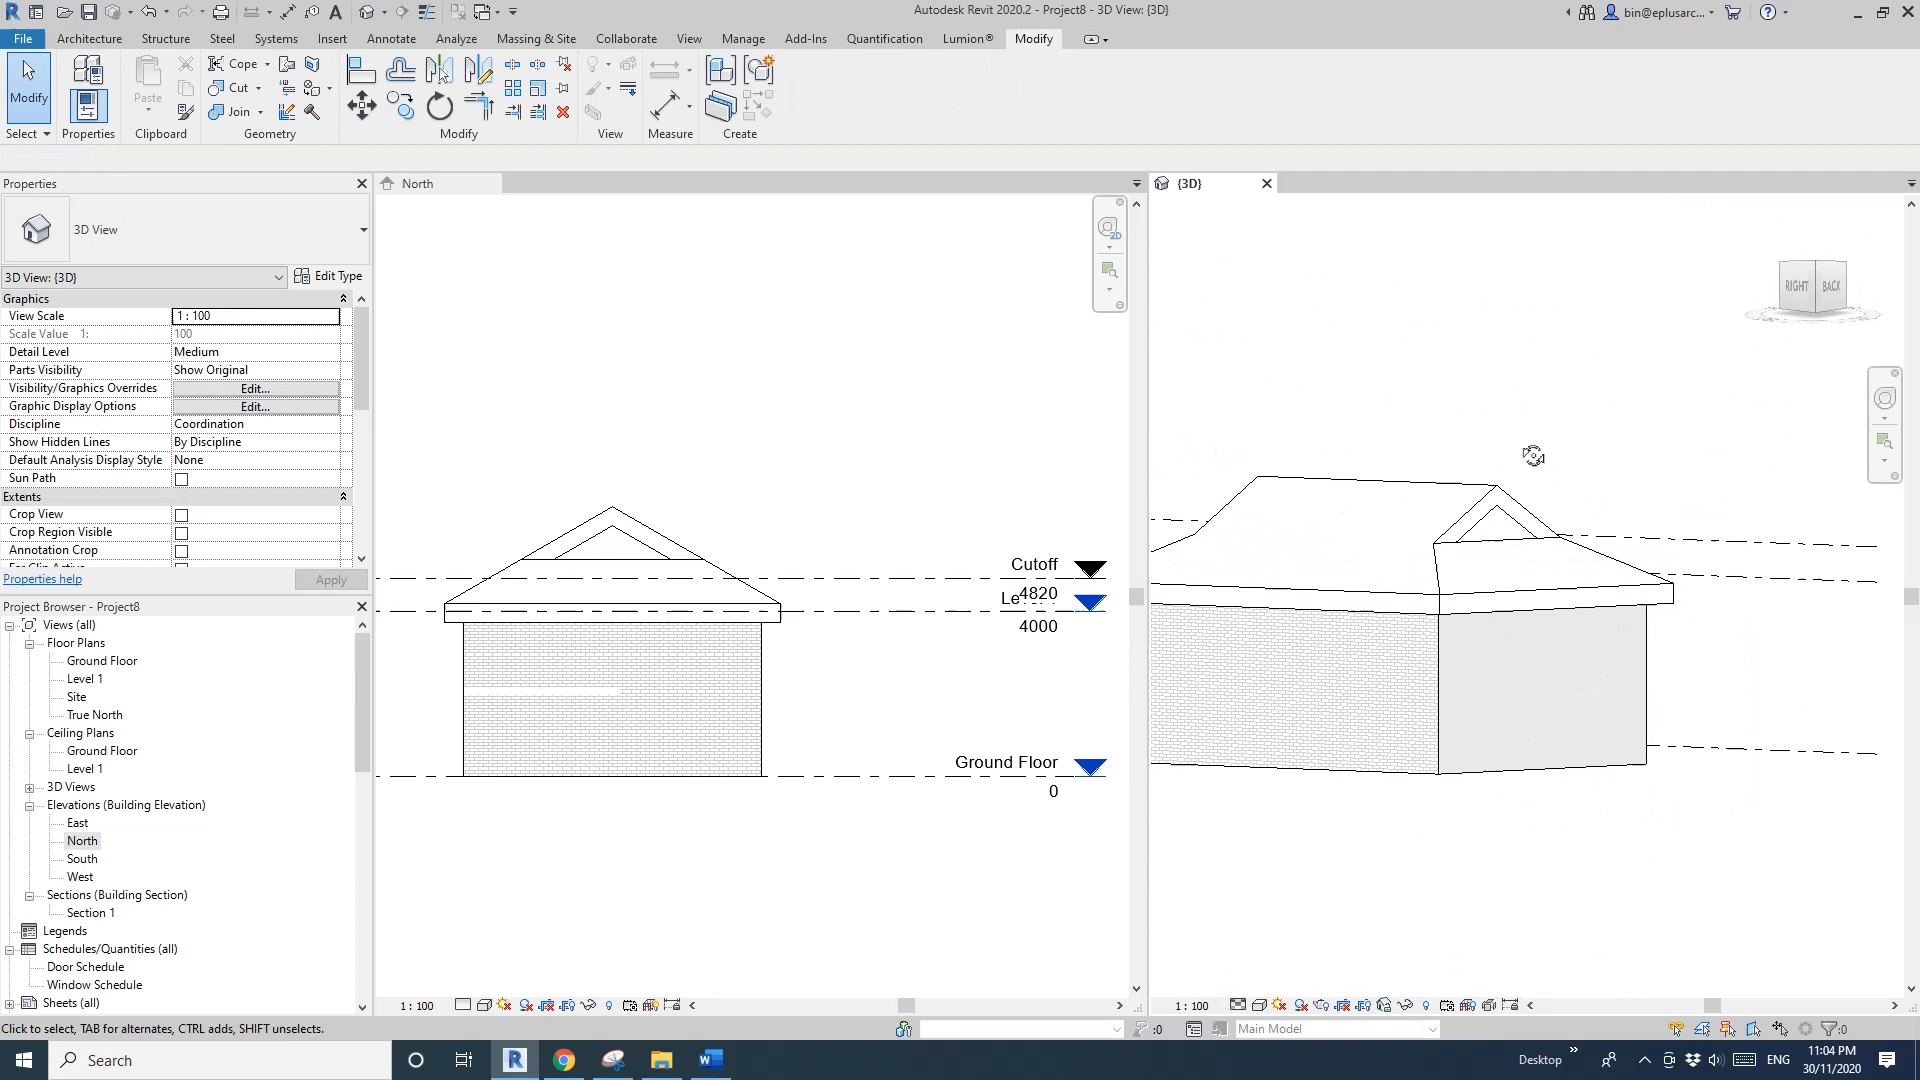 Autodesk Revit 2020.2 - Project8 - 3D View: {3D}
bin@eplusarc...
File
Architecture
Structure
Steel
Systems
Insert
Annotate
Analyze
Massing & Site
Collaborate
View
Manage
Add-Ins
Quantification
Lumion®
Modify
Modify
Paste
Cope
Cut
Join
Select
Properties
Clipboard
Geometry
Modify
View
Measure
Create
Properties
3D View
3D View: {3D}
Edit Type
Graphics
View Scale 1 : 100
Scale Value 1: 100
Detail Level Medium
Parts Visibility Show Original
Visibility/Graphics Overrides Edit...
Graphic Display Options Edit...
Discipline Coordination
Show Hidden Lines By Discipline
Default Analysis Display Style None
Sun Path
Extents
Crop View
Crop Region Visible
Annotation Crop
Properties help
Apply
Project Browser - Project8
Views (all)
Floor Plans
Ground Floor
Level 1
Site
True North
Ceiling Plans
Ground Floor
Level 1
3D Views
Elevations (Building Elevation)
East
North
South
West
Sections (Building Section)
Section 1
Legends
Schedules/Quantities (all)
Door Schedule
Window Schedule
Sheets (all)
North
2D
Cutoff
4820
Le
4000
Ground Floor
0
1 : 100
{3D}
RIGHT
BACK
1 : 100
Click to select, TAB for alternates, CTRL adds, SHIFT unselects.
:0
Main Model
:0
Search
Desktop
ENG
11:04 PM
30/11/2020